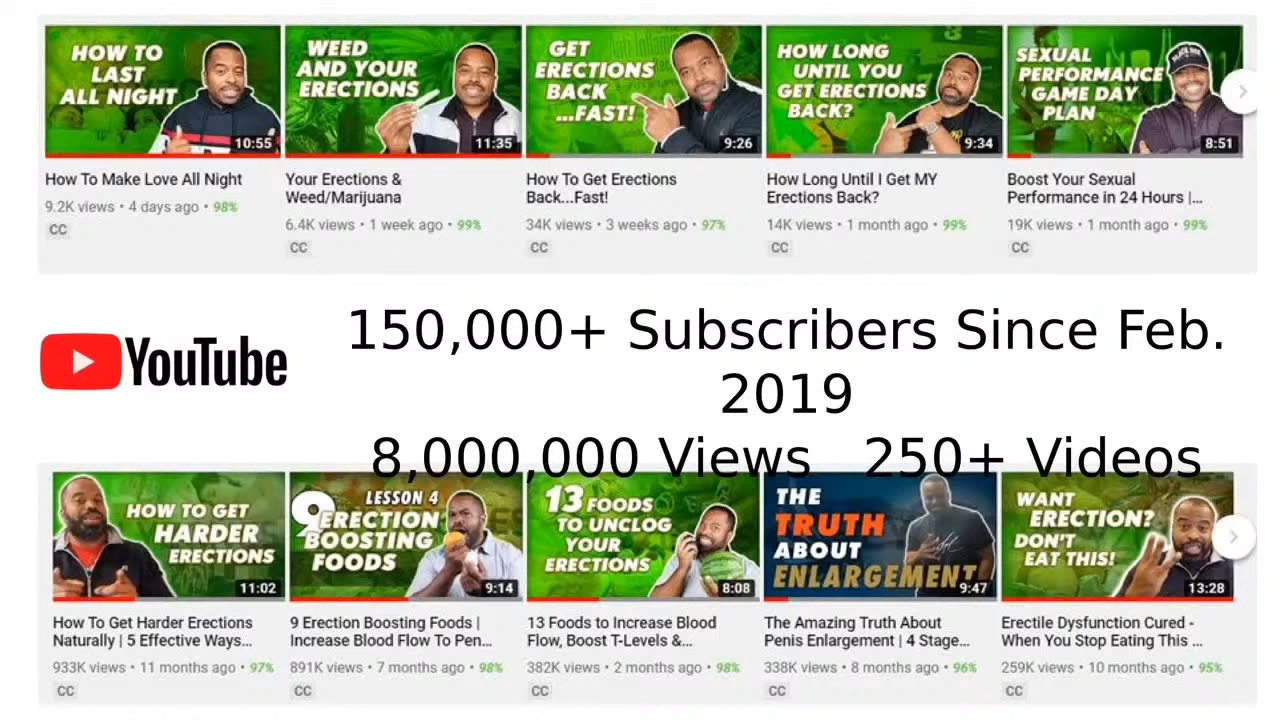 HOW TO
LAST
ALL NIGHT
10:55
How To Make Love All Night
9.2K views • 4 days ago • 98%
CC
WEED
AND YOUR
ERECTIONS
11:35
Your Erections &
Weed/Marijuana
6.4K views • 1 week ago • 99%
CC
GET
ERECTIONS
BACK
...FAST!
9:26
How To Get Erections
Back...Fast!
34K views • 3 weeks ago • 97%
CC
HOW LONG
UNTIL YOU
GET ERECTIONS
BACK?
9:34
How Long Until I Get MY
Erections Back?
14K views • 1 month ago • 99%
CC
SEXUAL
PERFORMANCE
GAME DAY
PLAN
8:51
Boost Your Sexual
Performance in 24 Hours |...
19K views • 1 month ago • 99%
CC
YouTube
150,000+ Subscribers Since Feb.
2019
8,000,000 Views 250+ Videos
HOW TO GET
HARDER
ERECTIONS
11:02
How To Get Harder Erections
Naturally | 5 Effective Ways...
933K views • 11 months ago • 97%
CC
LESSON 4
9 ERECTION
BOOSTING
FOODS
9:14
9 Erection Boosting Foods |
Increase Blood Flow To Pen...
891K views • 7 months ago • 98%
CC
13 FOODS
TO UNCLOG
YOUR
ERECTIONS
8:08
13 Foods to Increase Blood
Flow, Boost T-Levels &...
382K views • 2 months ago • 98%
CC
THE
TRUTH
ABOUT
ENLARGEMENT
9:47
The Amazing Truth About
Penis Enlargement | 4 Stage...
338K views • 8 months ago • 96%
CC
WANT
ERECTION?
DON'T
EAT THIS!
13:28
Erectile Dysfunction Cured -
When You Stop Eating This ...
259K views • 10 months ago • 95%
CC